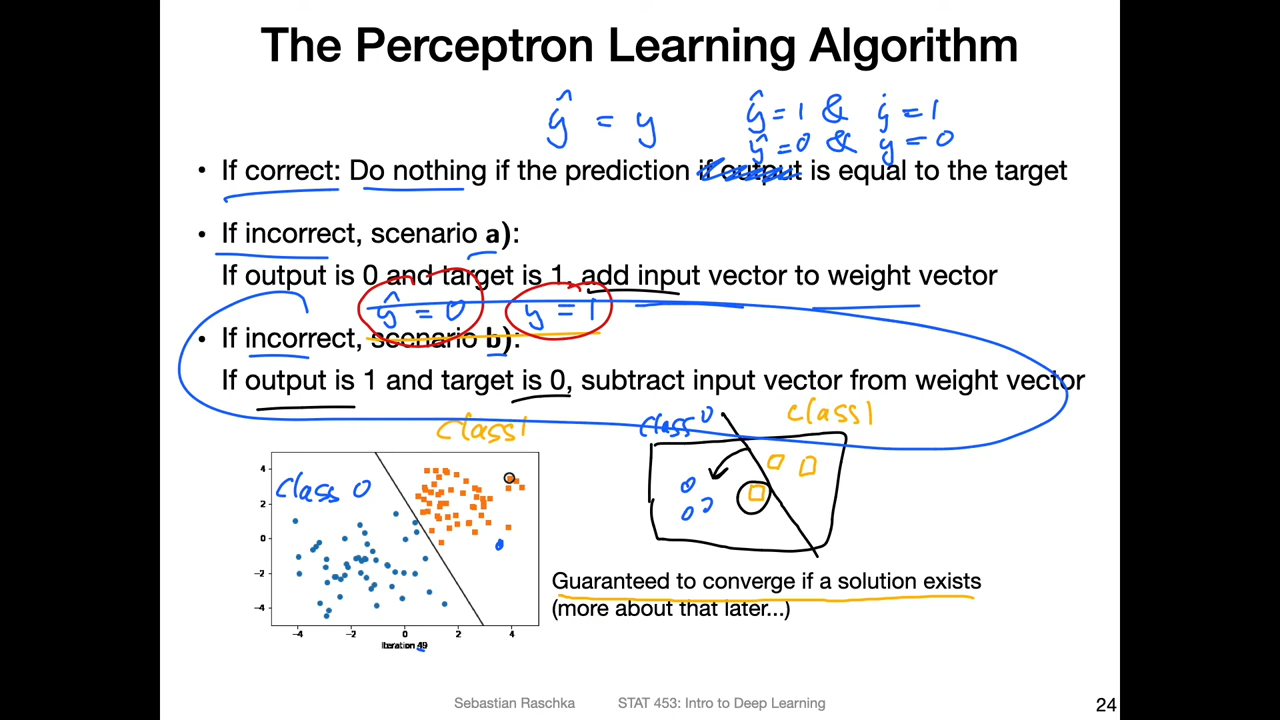 The Perceptron Learning Algorithm
ŷ = y
ŷ = 1 & y = 1
ŷ = 0 & y = 0
• If correct: Do nothing if the prediction if output is equal to the target
• If incorrect, scenario a):
If output is 0 and target is 1, add input vector to weight vector
ŷ = 0 y = 1
• If incorrect, scenario b):
If output is 1 and target is 0, subtract input vector from weight vector
class 1
class 0
4
2
0
−2
−4
−4 −2 0 2 4
Iteration 49
class 0
class 1
Guaranteed to converge if a solution exists
(more about that later...)
Sebastian Raschka STAT 453: Intro to Deep Learning 24